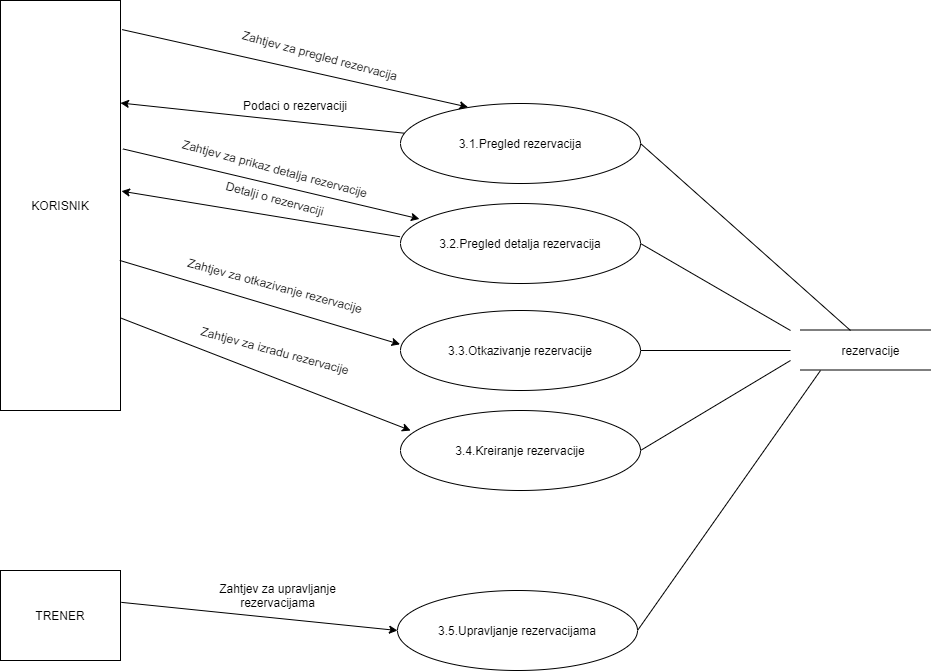 Zahtjev za pregled rezervacija
Podaci o rezervaciji
3.1.Pregled rezervacija
Zahtjev za prikaz detalja rezervacije
Detalji o rezervaciji
KORISNIK
3.2.Pregled detalja rezervacija
Zahtjev za otkazivanje rezervacije
3.3.Otkazivanje rezervacije
rezervacije
Zahtjev za izradu rezervacije
3.4.Kreiranje rezervacije
Zahtjev za upravljanje
rezervacijama
TRENER
3.5.Upravljanje rezervacijama